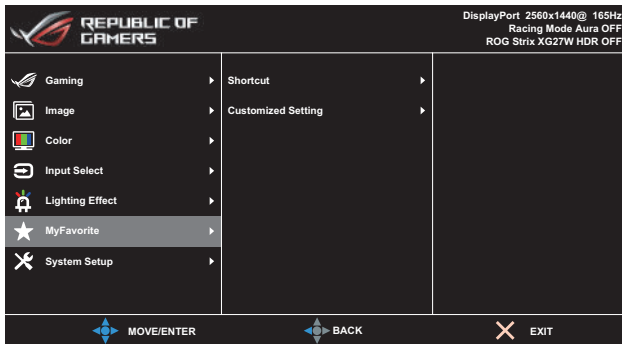 REPUBLIC OF
GAMERS
DisplayPort 2560x1440@ 165Hz
Racing Mode Aura OFF
ROG Strix XG27W HDR OFF
Gaming
Image
Color
Input Select
Lighting Effect
MyFavorite
System Setup
Shortcut
Customized Setting
MOVE/ENTER
BACK
EXIT